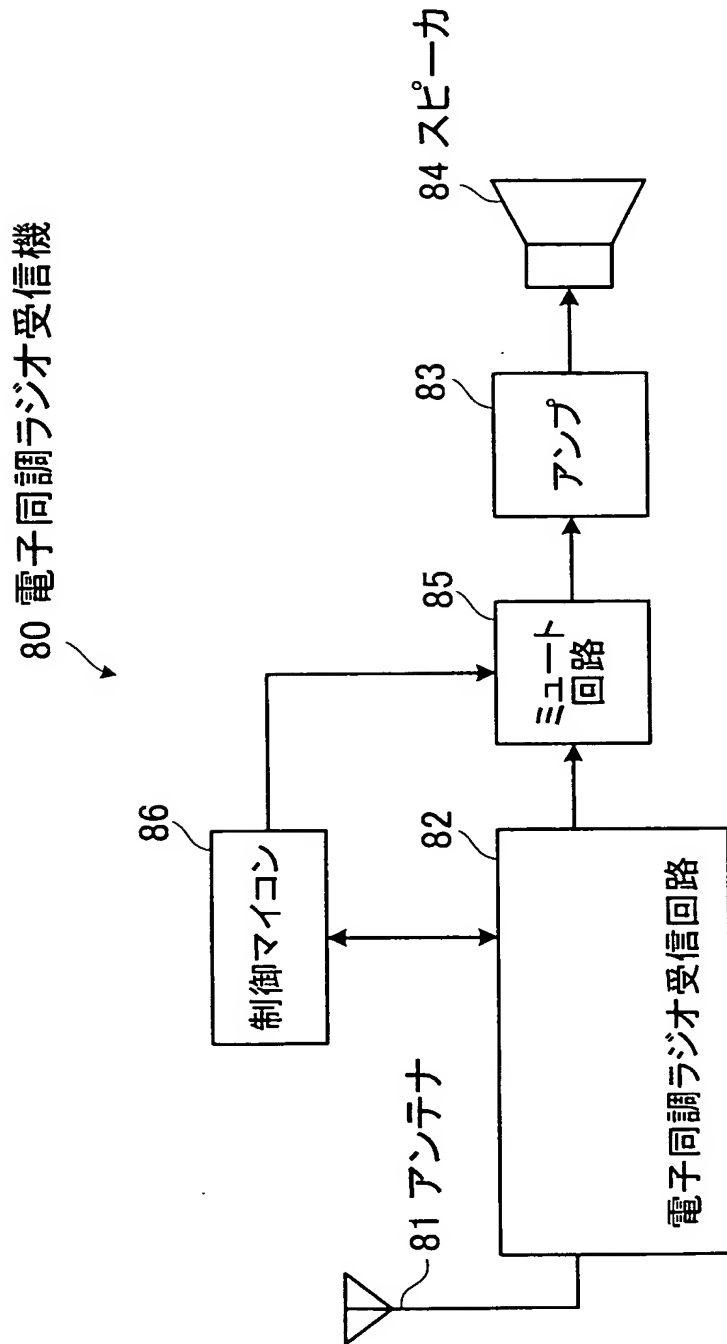 80 電子同調ラジオ受信機
86
制御マイコン
81 アンテナ
82
電子同調ラジオ受信回路
85
ミュート
回路
83
アンプ
84 スピーカ